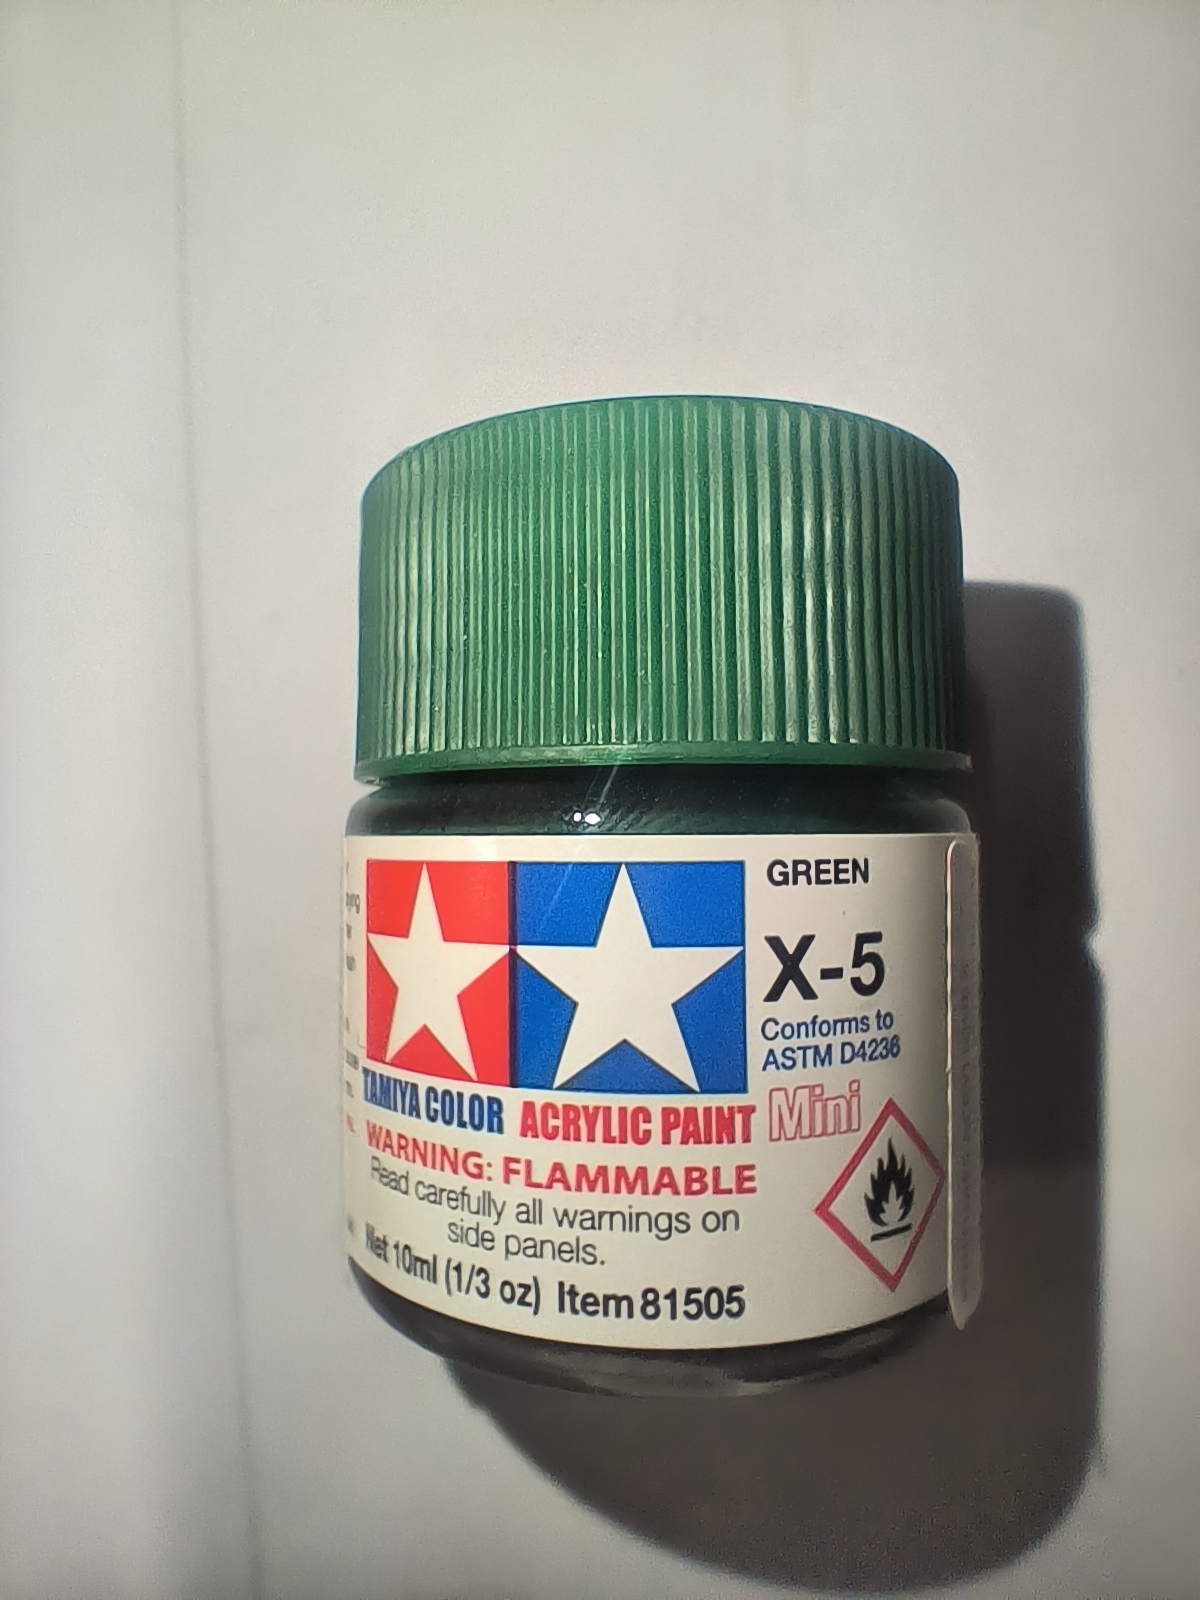 GREEN
X-5
Conforms to
ASTM D4236
TAMIYA COLOR ACRYLIC PAINT Mini
WARNING: FLAMMABLE
Read carefully all warnings on
side panels.
Net 10ml (1/3 oz) Item 81505